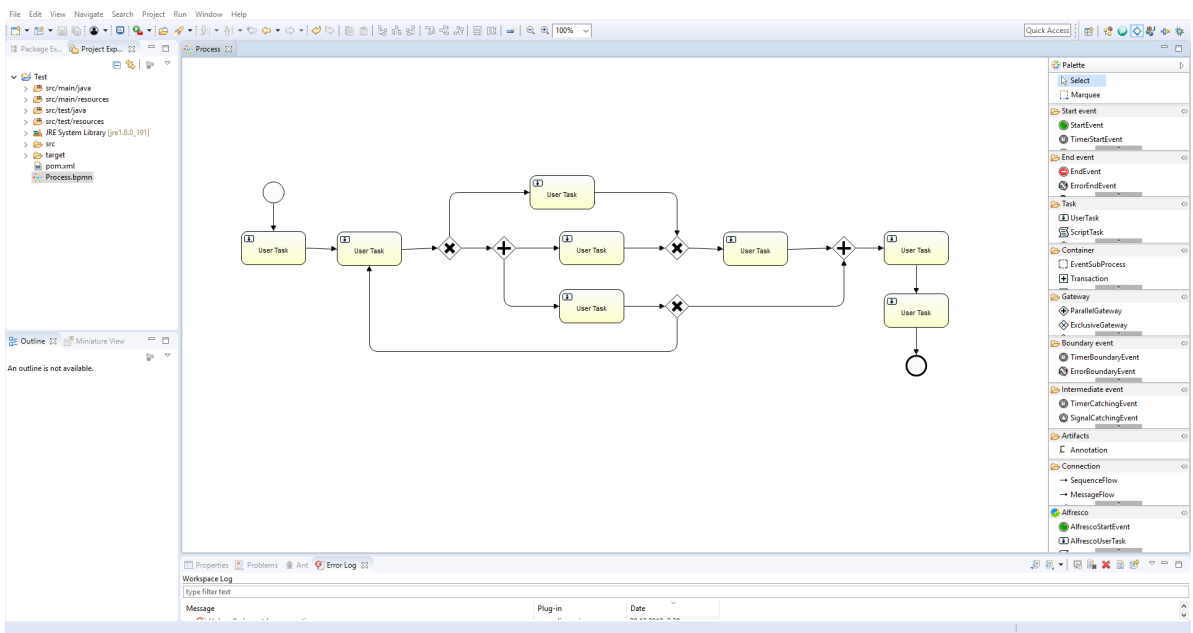 File Edit View Navigate Search Project Run Window Help
100%
Quick Access
Package Ex... Project Exp...
Test
src/main/java
src/main/resources
src/test/java
src/test/resources
JRE System Library [jre1.8.0_191]
src
target
pom.xml
Process.bpmn
Outline Miniature View
An outline is not available.
Process
User Task
User Task
User Task
User Task
User Task
User Task
User Task
User Task
Palette
Select
Marquee
Start event
StartEvent
TimerStartEvent
End event
EndEvent
ErrorEndEvent
Task
UserTask
ScriptTask
Container
EventSubProcess
Transaction
Gateway
ParallelGateway
ExclusiveGateway
Boundary event
TimerBoundaryEvent
ErrorBoundaryEvent
Intermediate event
TimerCatchingEvent
SignalCatchingEvent
Artifacts
Annotation
Connection
SequenceFlow
MessageFlow
Alfresco
AlfrescoStartEvent
AlfrescoUserTask
Properties Problems Ant Error Log
Workspace Log
type filter text
Message Plug-in Date